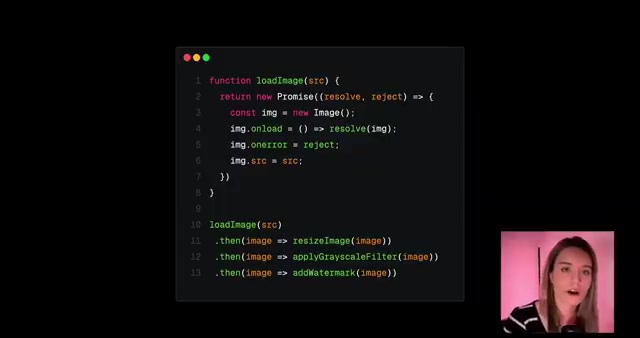 1 function loadImage(src) {
2 return new Promise((resolve, reject) => {
3 const img = new Image();
4 img.onload = () => resolve(img);
5 img.onerror = reject;
6 img.src = src;
7 })
8 }
9
10 loadImage(src)
11 .then(image => resizeImage(image))
12 .then(image => applyGrayscaleFilter(image))
13 .then(image => addWatermark(image))